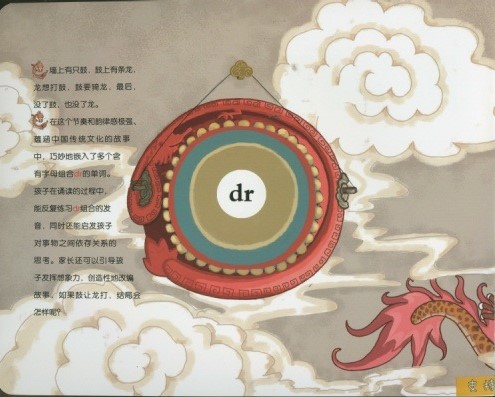 墙上有只鼓，鼓上有条龙，
龙想打鼓，鼓要骑龙，最后，
没了鼓，也没了龙。
在这个节奏和韵律感极强、
蕴涵中国传统文化的故事
中，巧妙地嵌入了多个含
有字母组合dr的单词。
孩子在诵读的过程中，
能反复练习dr组合的发
音，同时还能启发孩子
对事物之间依存关系的
思考。家长还可以引导孩
子发挥想象力，创造性地改编
故事，如果鼓让龙打，结局会
怎样呢？
dr